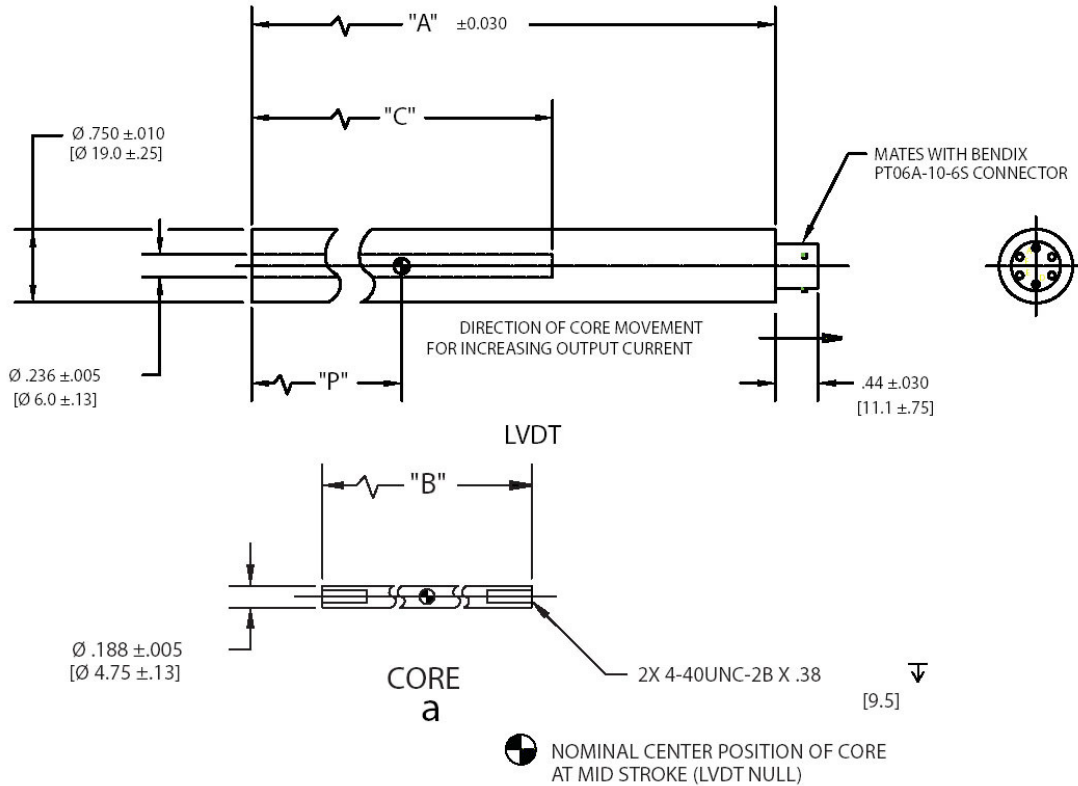 "A" ±0.030
"C"
Ø .750 ±.010
[Ø 19.0 ±.25]
MATES WITH BENDIX
PT06A-10-6S CONNECTOR
DIRECTION OF CORE MOVEMENT
FOR INCREASING OUTPUT CURRENT
Ø .236 ±.005
[Ø 6.0 ±.13]
"P"
.44 ±.030
[11.1 ±.75]
LVDT
"B"
Ø .188 ±.005
[Ø 4.75 ±.13]
CORE
a
2X 4-40UNC-2B X .38 ↧
[9.5]
NOMINAL CENTER POSITION OF CORE
AT MID STROKE (LVDT NULL)